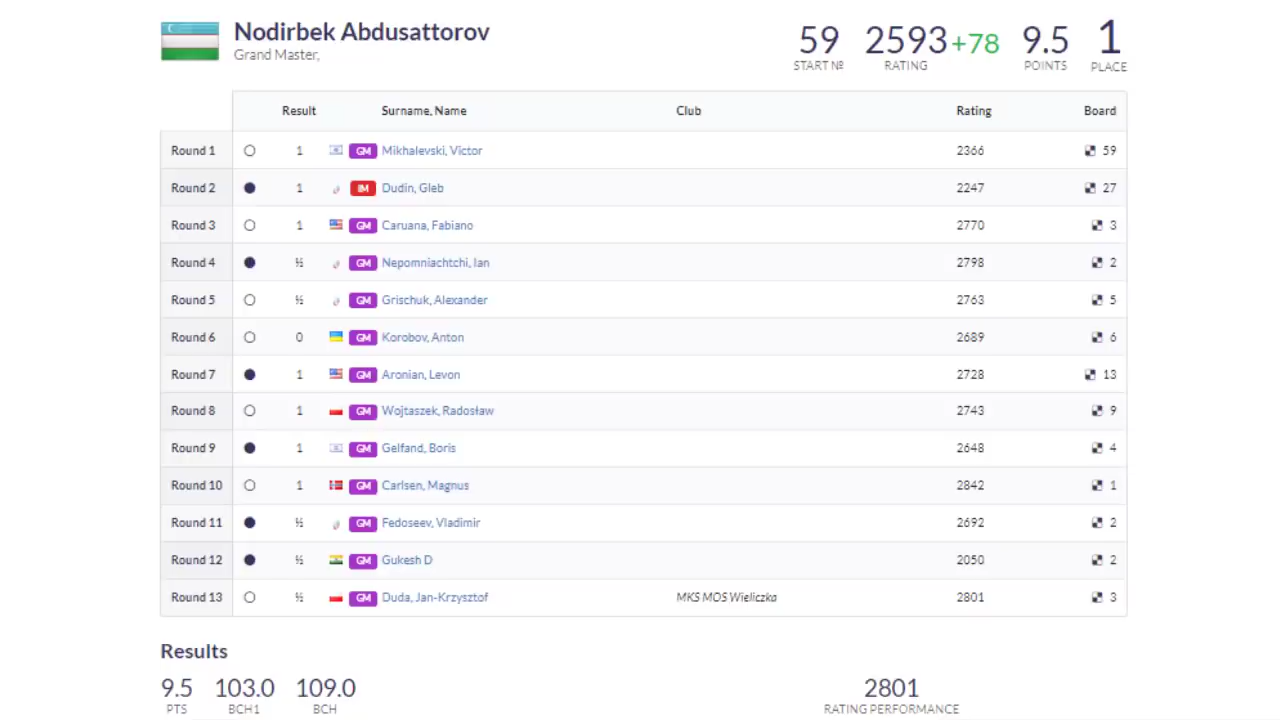 Nodirbek Abdusattorov
Grand Master,
59 2593+78 9.5 1
START № RATING POINTS PLACE
Result Surname, Name Club Rating Board
Round 1 1 GM Mikhalevski, Victor 2366 59
Round 2 1 IM Dudin, Gleb 2247 27
Round 3 1 GM Caruana, Fabiano 2770 3
Round 4 ½ GM Nepomniachtchi, Ian 2798 2
Round 5 ½ GM Grischuk, Alexander 2763 5
Round 6 0 GM Korobov, Anton 2689 6
Round 7 1 GM Aronian, Levon 2728 13
Round 8 1 GM Wojtaszek, Radosław 2743 9
Round 9 1 GM Gelfand, Boris 2648 4
Round 10 1 GM Carlsen, Magnus 2842 1
Round 11 ½ GM Fedoseev, Vladimir 2692 2
Round 12 ½ GM Gukesh D 2050 2
Round 13 ½ GM Duda, Jan-Krzysztof MKS MOS Wieliczka 2801 3
Results
9.5 103.0 109.0 2801
PTS BCH1 BCH RATING PERFORMANCE